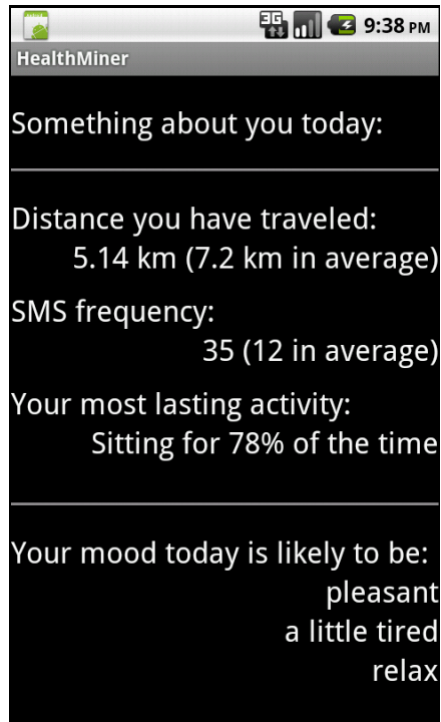 3G 9:38 PM
HealthMiner
Something about you today:
Distance you have traveled:
5.14 km (7.2 km in average)
SMS frequency:
35 (12 in average)
Your most lasting activity:
Sitting for 78% of the time
Your mood today is likely to be:
pleasant
a little tired
relax